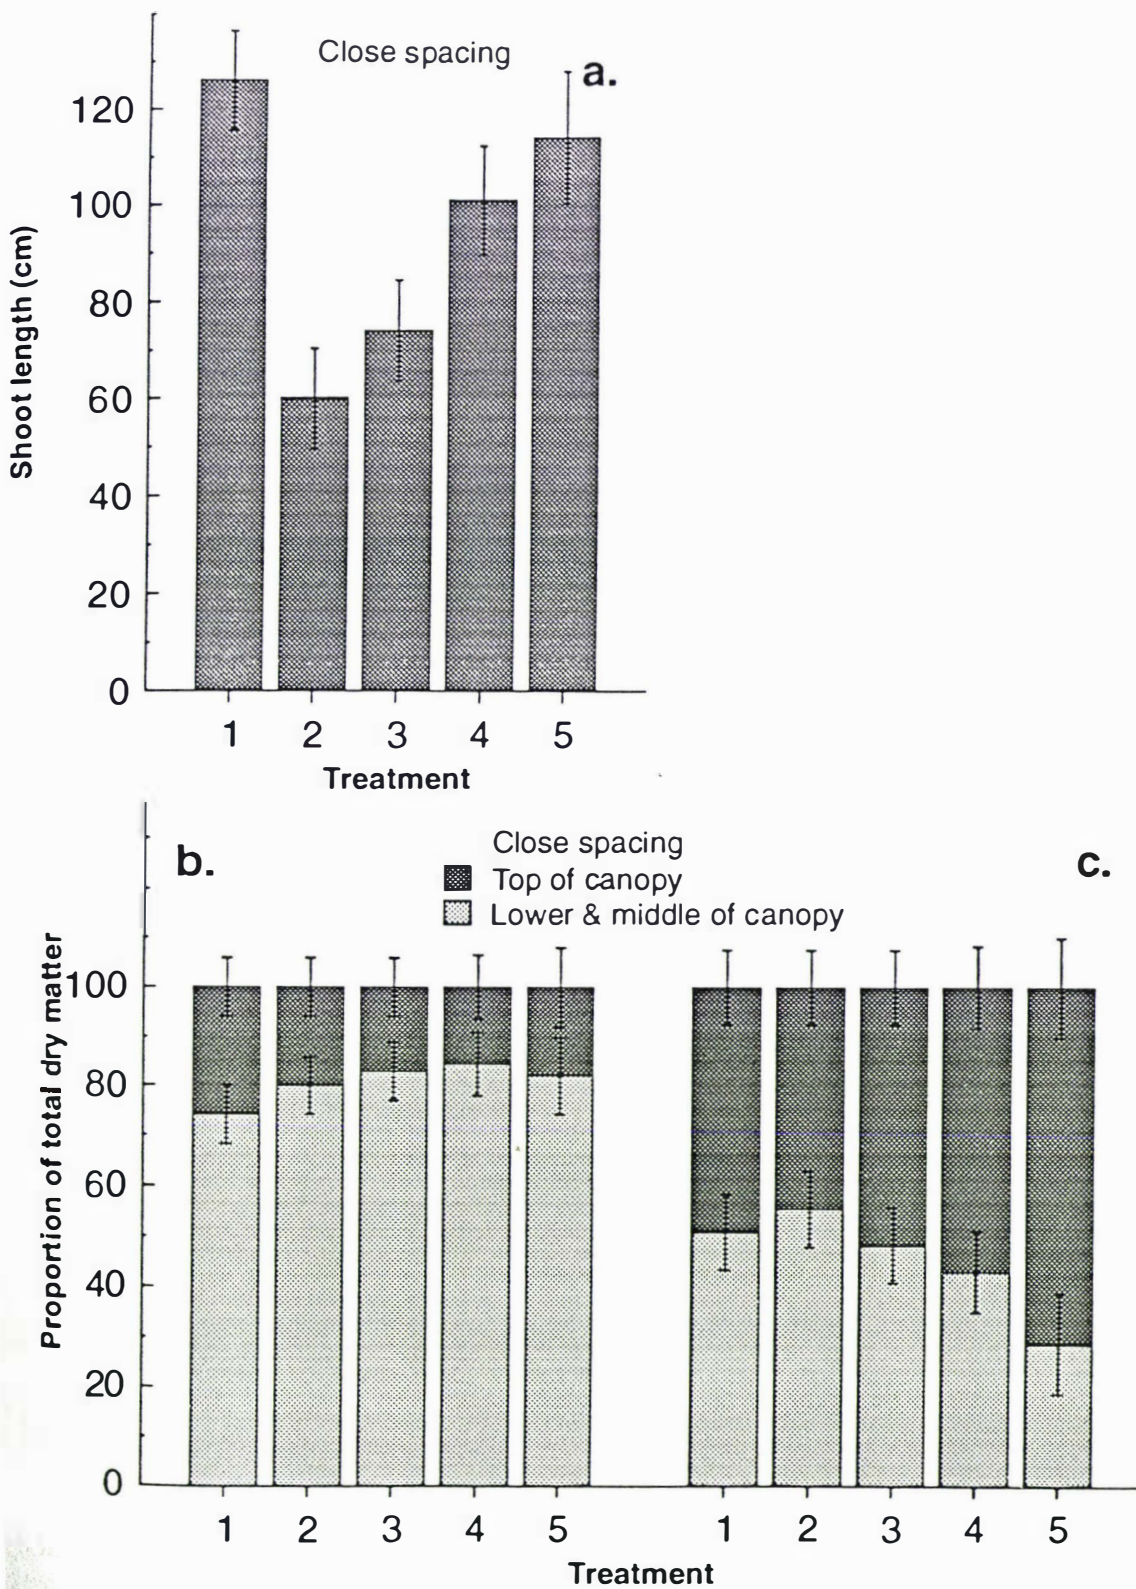 Close spacing
a.
120
100
80
60
40
20
0
Shoot length (cm)
1 2 3 4 5
Treatment
b.
Close spacing
Top of canopy
Lower & middle of canopy
c.
100
80
60
40
20
0
Proportion of total dry matter
1 2 3 4 5
1 2 3 4 5
Treatment